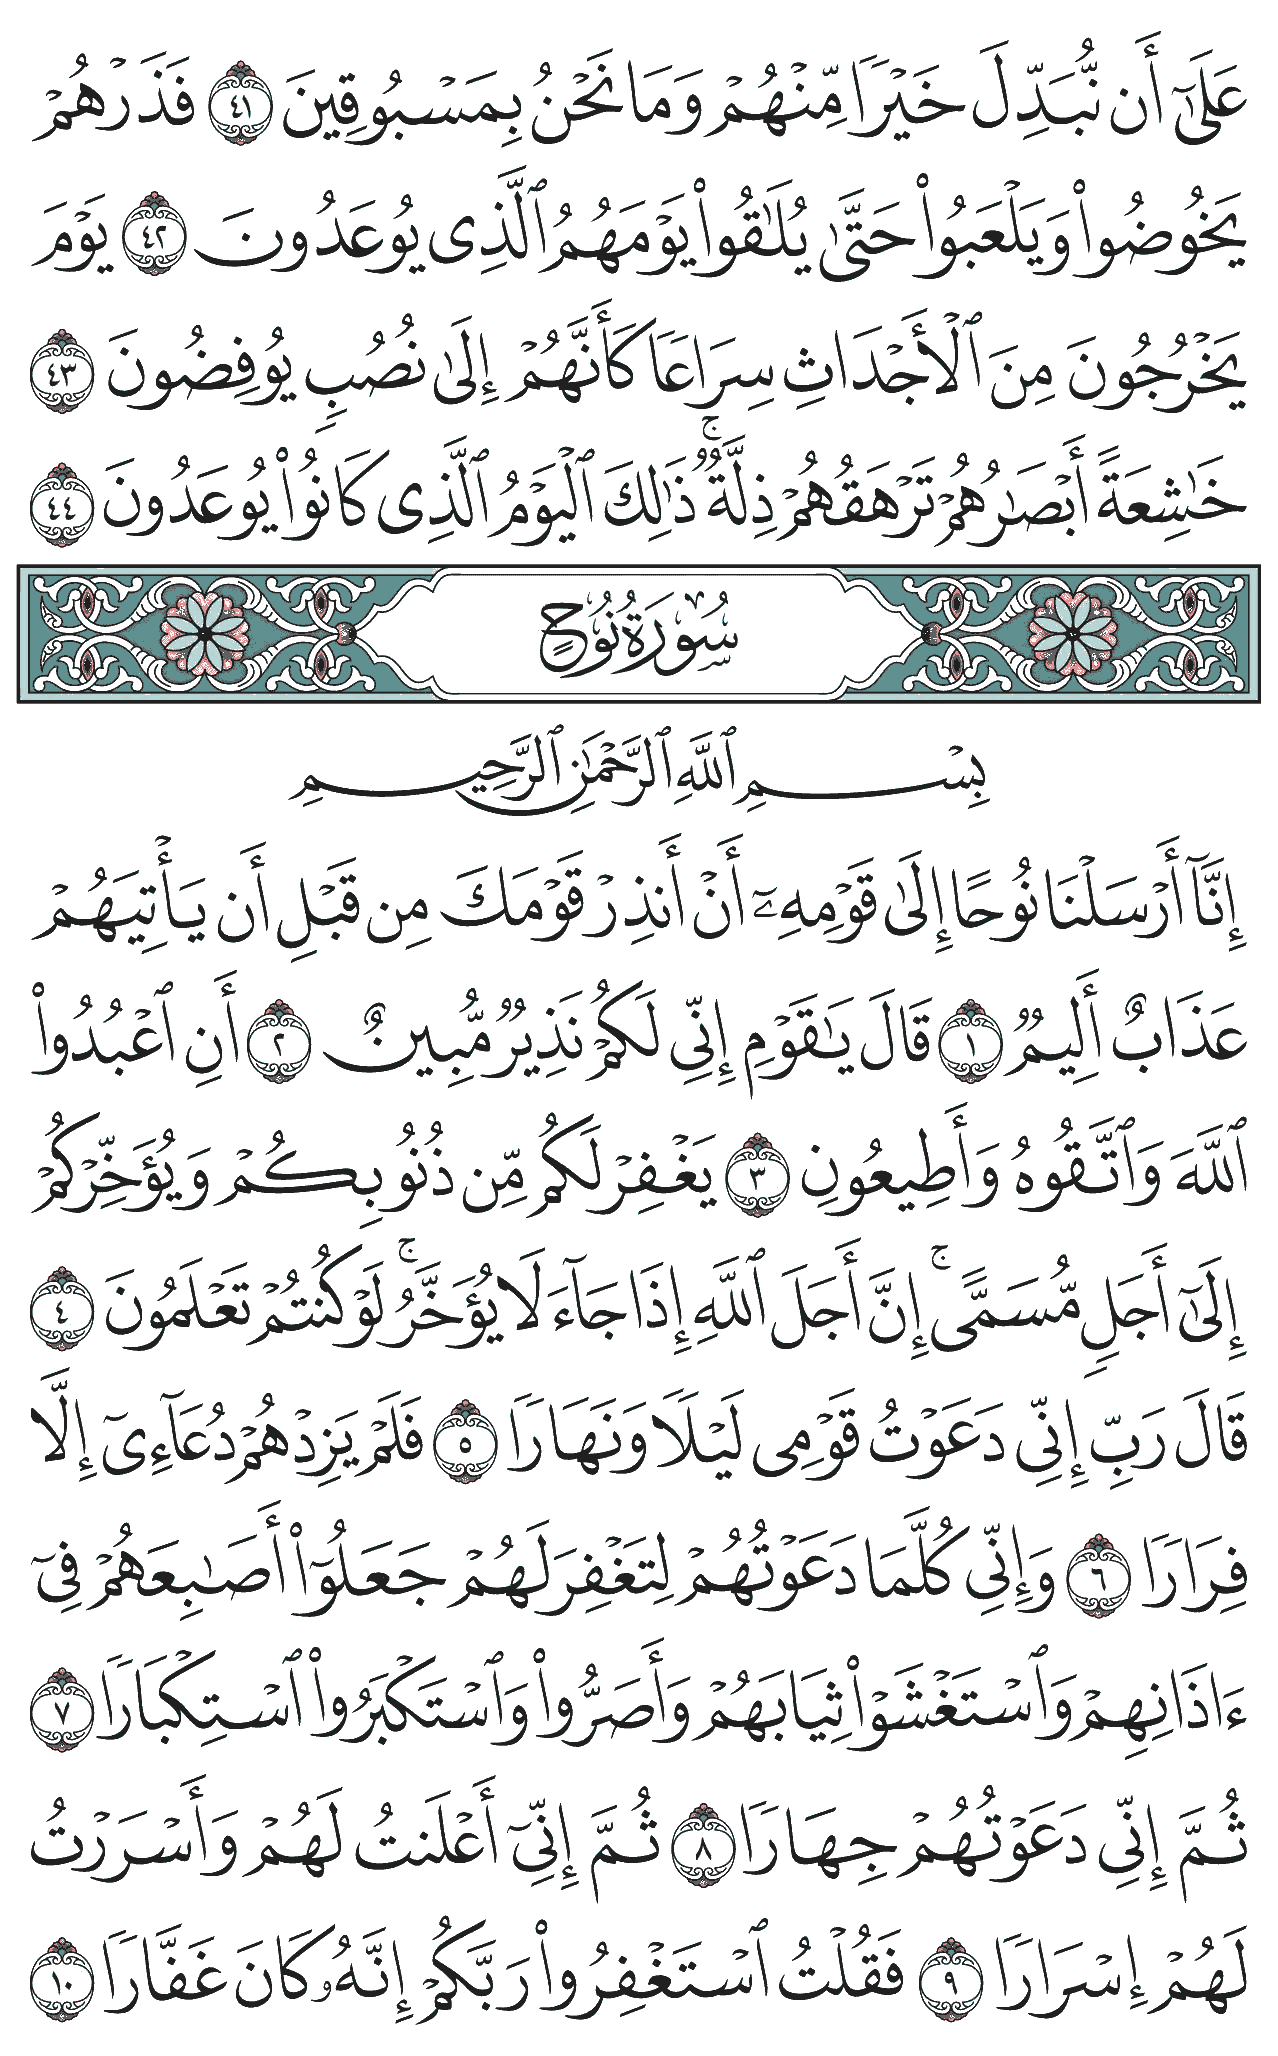 عَلَىٰٓ أَن نُّبَدِّلَ خَيۡرٗا مِّنۡهُمۡ وَمَا نَحۡنُ بِمَسۡبُوقِينَ ٤١ فَذَرۡهُمۡ
يَخُوضُواْ وَيَلۡعَبُواْ حَتَّىٰ يُلَٰقُواْ يَوۡمَهُمُ ٱلَّذِي يُوعَدُونَ ٤٢ يَوۡمَ
يَخۡرُجُونَ مِنَ ٱلۡأَجۡدَاثِ سِرَاعٗا كَأَنَّهُمۡ إِلَىٰ نُصُبٖ يُوفِضُونَ ٤٣
خَٰشِعَةً أَبۡصَٰرُهُمۡ تَرۡهَقُهُمۡ ذِلَّةٞۚ ذَٰلِكَ ٱلۡيَوۡمُ ٱلَّذِي كَانُواْ يُوعَدُونَ ٤٤
سُورَةُ نُوحٍ
بِسۡمِ ٱللَّهِ ٱلرَّحۡمَٰنِ ٱلرَّحِيمِ
إِنَّآ أَرۡسَلۡنَا نُوحًا إِلَىٰ قَوۡمِهِۦٓ أَنۡ أَنذِرۡ قَوۡمَكَ مِن قَبۡلِ أَن يَأۡتِيَهُمۡ
عَذَابٌ أَلِيمٞ ١ قَالَ يَٰقَوۡمِ إِنِّي لَكُمۡ نَذِيرٞ مُّبِينٌ ٢ أَنِ ٱعۡبُدُواْ
ٱللَّهَ وَٱتَّقُوهُ وَأَطِيعُونِ ٣ يَغۡفِرۡ لَكُم مِّن ذُنُوبِكُمۡ وَيُؤَخِّرۡكُمۡ
إِلَىٰٓ أَجَلٖ مُّسَمًّىۚ إِنَّ أَجَلَ ٱللَّهِ إِذَا جَآءَ لَا يُؤَخَّرُۚ لَوۡ كُنتُمۡ تَعۡلَمُونَ ٤
قَالَ رَبِّ إِنِّي دَعَوۡتُ قَوۡمِي لَيۡلٗا وَنَهَارٗا ٥ فَلَمۡ يَزِدۡهُمۡ دُعَآءِيٓ إِلَّا
فِرَارٗا ٦ وَإِنِّي كُلَّمَا دَعَوۡتُهُمۡ لِتَغۡفِرَ لَهُمۡ جَعَلُوٓاْ أَصَٰبِعَهُمۡ فِيٓ
ءَاذَانِهِمۡ وَٱسۡتَغۡشَوۡاْ ثِيَابَهُمۡ وَأَصَرُّواْ وَٱسۡتَكۡبَرُواْ ٱسۡتِكۡبَارٗا ٧
ثُمَّ إِنِّي دَعَوۡتُهُمۡ جِهَارٗا ٨ ثُمَّ إِنِّيٓ أَعۡلَنتُ لَهُمۡ وَأَسۡرَرۡتُ
لَهُمۡ إِسۡرَارٗا ٩ فَقُلۡتُ ٱسۡتَغۡفِرُواْ رَبَّكُمۡ إِنَّهُۥ كَانَ غَفَّارٗا ١٠